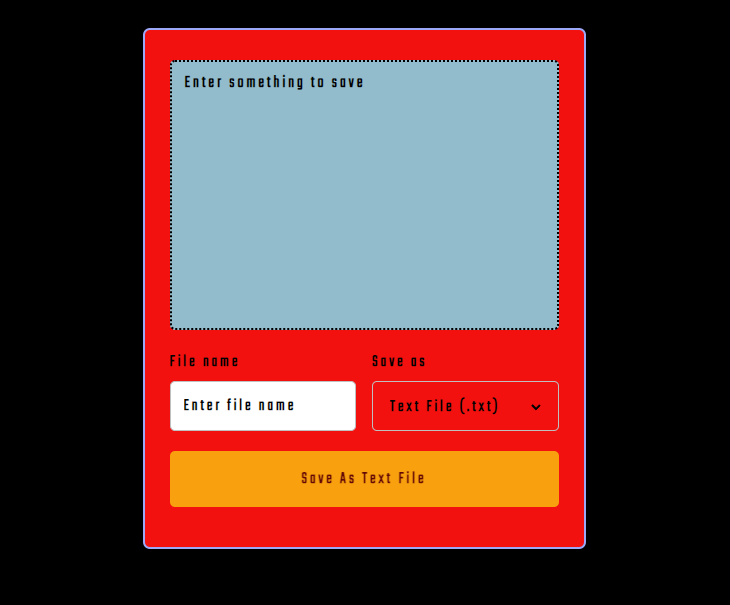 Enter something to save
File name
Save as
Enter file name
Text File (.txt)
Save As Text File